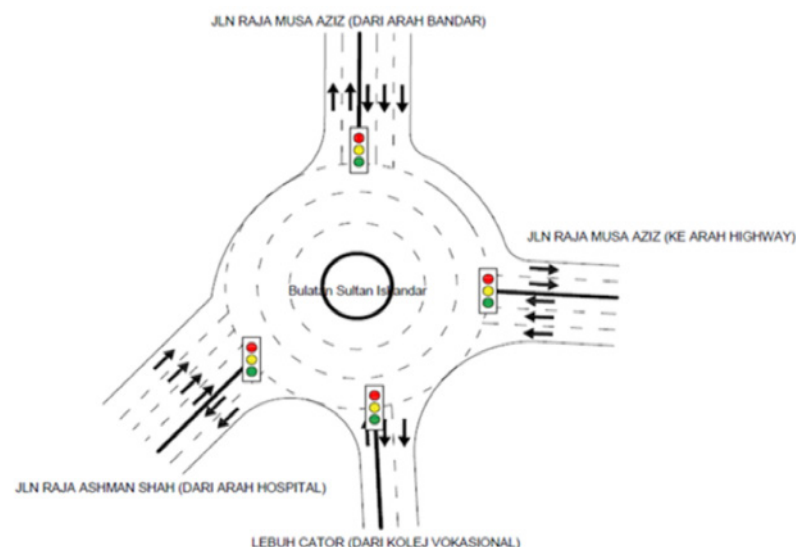 JLN RAJA MUSA AZIZ (DARI ARAH BANDAR)
JLN RAJA MUSA AZIZ (KE ARAH HIGHWAY)
Bulatan Sultan Iskandar
JLN RAJA ASHMAN SHAH (DARI ARAH HOSPITAL)
LEBUH CATOR (DARI KOLEJ VOKASIONAL)